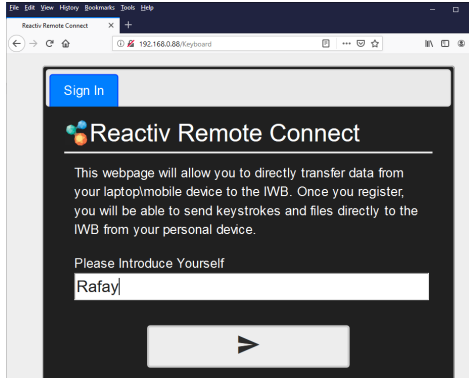 File Edit View History Bookmarks Tools Help
Reactiv Remote Connect
192.168.0.88/Keyboard
Sign In
Reactiv Remote Connect
This webpage will allow you to directly transfer data from
your laptop\mobile device to the IWB. Once you register,
you will be able to send keystrokes and files directly to the
IWB from your personal device.
Please Introduce Yourself
Rafay